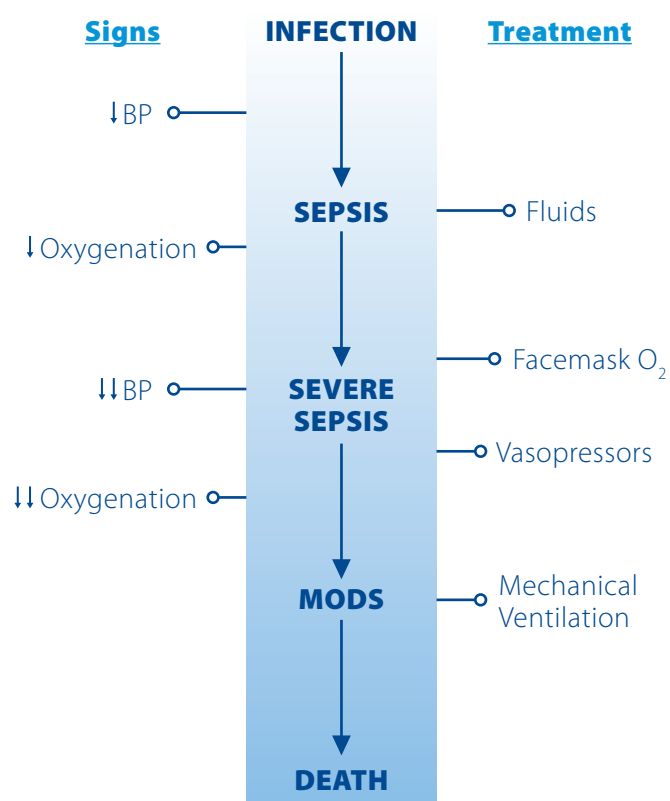 Signs
INFECTION
Treatment
↓BP
SEPSIS
Fluids
↓Oxygenation
Facemask O₂
↓↓BP
SEVERE
SEPSIS
Vasopressors
↓↓Oxygenation
MODS
Mechanical
Ventilation
DEATH